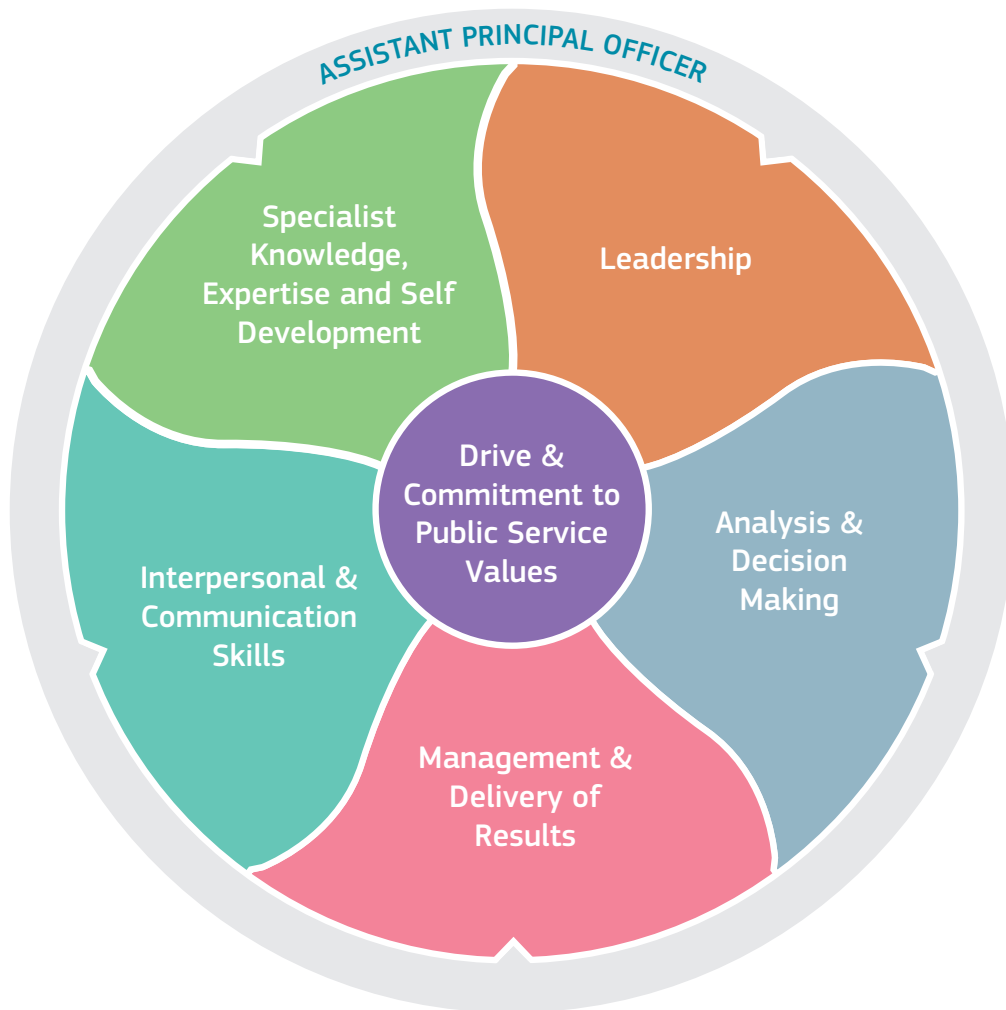 ASSISTANT PRINCIPAL OFFICER
Specialist
Knowledge,
Expertise and Self
Development
Leadership
Drive &
Commitment to
Public Service
Values
Analysis &
Decision
Making
Interpersonal &
Communication
Skills
Management &
Delivery of
Results